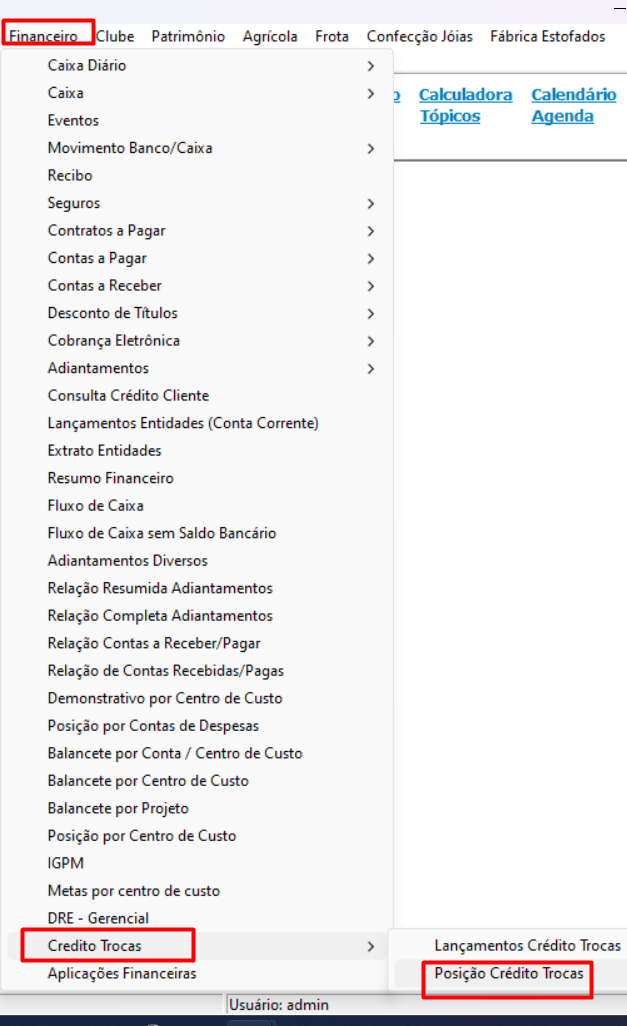 Financeiro Clube Patrimônio Agrícola Frota Confecção Jóias Fábrica Estofados
Calculadora Calendário
Tópicos Agenda
Caixa Diário
Caixa
Eventos
Movimento Banco/Caixa
Recibo
Seguros
Contratos a Pagar
Contas a Pagar
Contas a Receber
Desconto de Títulos
Cobrança Eletrônica
Adiantamentos
Consulta Crédito Cliente
Lançamentos Entidades (Conta Corrente)
Extrato Entidades
Resumo Financeiro
Fluxo de Caixa
Fluxo de Caixa sem Saldo Bancário
Adiantamentos Diversos
Relação Resumida Adiantamentos
Relação Completa Adiantamentos
Relação Contas a Receber/Pagar
Relação de Contas Recebidas/Pagas
Demonstrativo por Centro de Custo
Posição por Contas de Despesas
Balancete por Conta / Centro de Custo
Balancete por Centro de Custo
Balancete por Projeto
Posição por Centro de Custo
IGPM
Metas por centro de custo
DRE - Gerencial
Credito Trocas
Aplicações Financeiras
Lançamentos Crédito Trocas
Posição Crédito Trocas
Usuário: admin